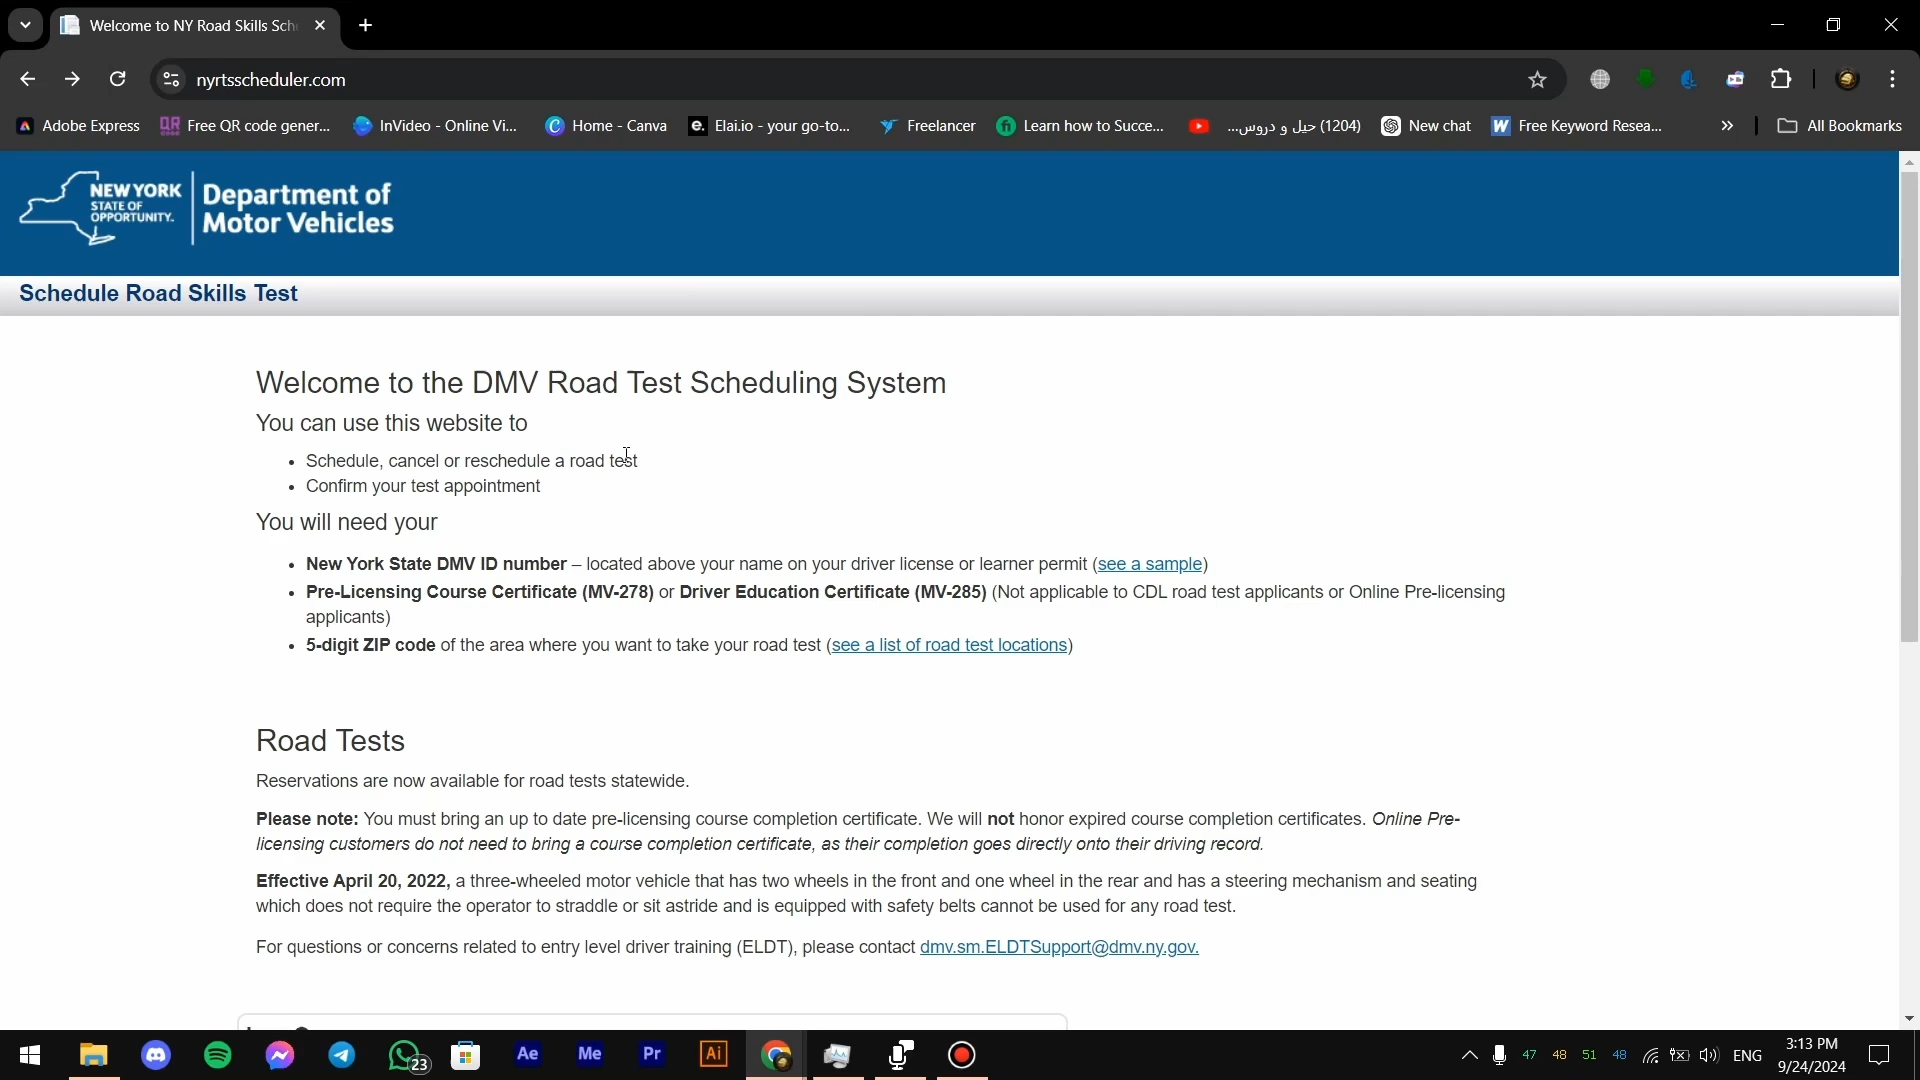 Welcome to NY Road Skills Sch
nyrtsscheduler.com
Adobe Express
Free QR code gener...
InVideo - Online Vi...
Home - Canva
e. Elai.io - your go-to...
Freelancer
Learn how to Succe...
(1204) حيل و دروس...
New chat
Free Keyword Resea...
All Bookmarks
NEW YORK
STATE OF
OPPORTUNITY.
Department of
Motor Vehicles
Schedule Road Skills Test
Welcome to the DMV Road Test Scheduling System
You can use this website to
• Schedule, cancel or reschedule a road test
• Confirm your test appointment
You will need your
• New York State DMV ID number – located above your name on your driver license or learner permit (see a sample)
• Pre-Licensing Course Certificate (MV-278) or Driver Education Certificate (MV-285) (Not applicable to CDL road test applicants or Online Pre-licensing
applicants)
• 5-digit ZIP code of the area where you want to take your road test (see a list of road test locations)
Road Tests
Reservations are now available for road tests statewide.
Please note: You must bring an up to date pre-licensing course completion certificate. We will not honor expired course completion certificates. Online Pre-
licensing customers do not need to bring a course completion certificate, as their completion goes directly onto their driving record.
Effective April 20, 2022, a three-wheeled motor vehicle that has two wheels in the front and one wheel in the rear and has a steering mechanism and seating
which does not require the operator to straddle or sit astride and is equipped with safety belts cannot be used for any road test.
For questions or concerns related to entry level driver training (ELDT), please contact dmv.sm.ELDTSupport@dmv.ny.gov.
23
Ae
Me
Pr
Ai
47 48 51 48
ENG
3:13 PM
9/24/2024